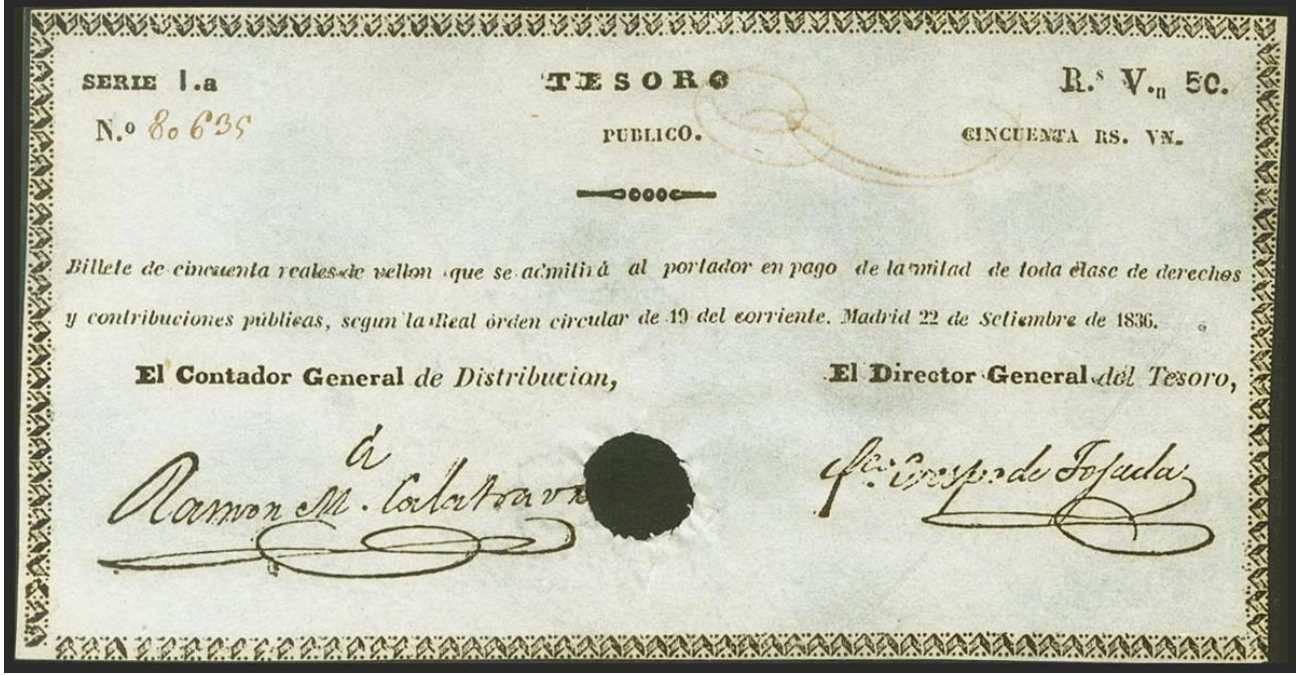 SERIE 1.a TESORO R.s V.n 50.
N.o 80635 PUBLICO. CINCUENTA RS. VN.
Billete de cincuenta reales de vellon que se admitirá al portador en pago de la mitad de toda clase de derechos
y contribuciones públicas, segun la Real órden circular de 19 del corriente. Madrid 22 de Setiembre de 1836.
El Contador General de Distribucion, El Director General del Tesoro,
Ramon M.a Calatrava de Tejada